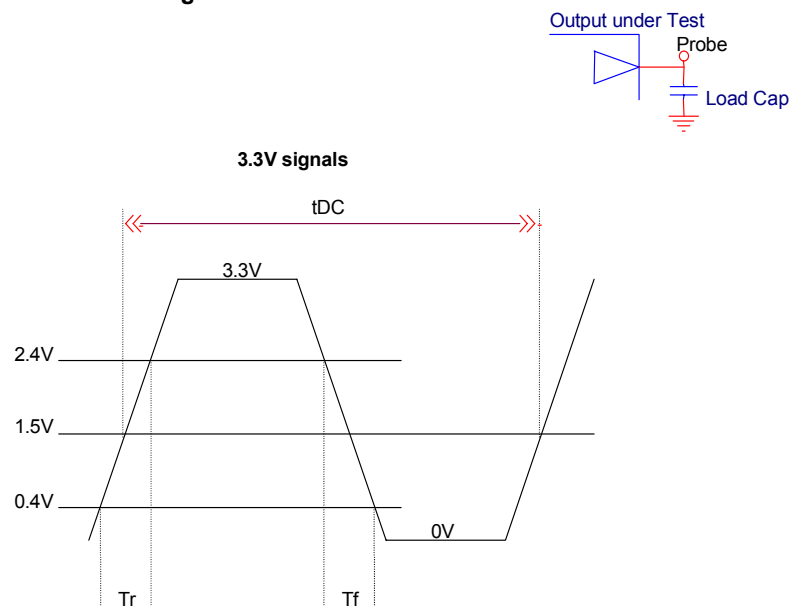 Output under Test
Probe
Load Cap
3.3V signals
tDC
3.3V
2.4V
1.5V
0.4V
0V
Tr
Tf